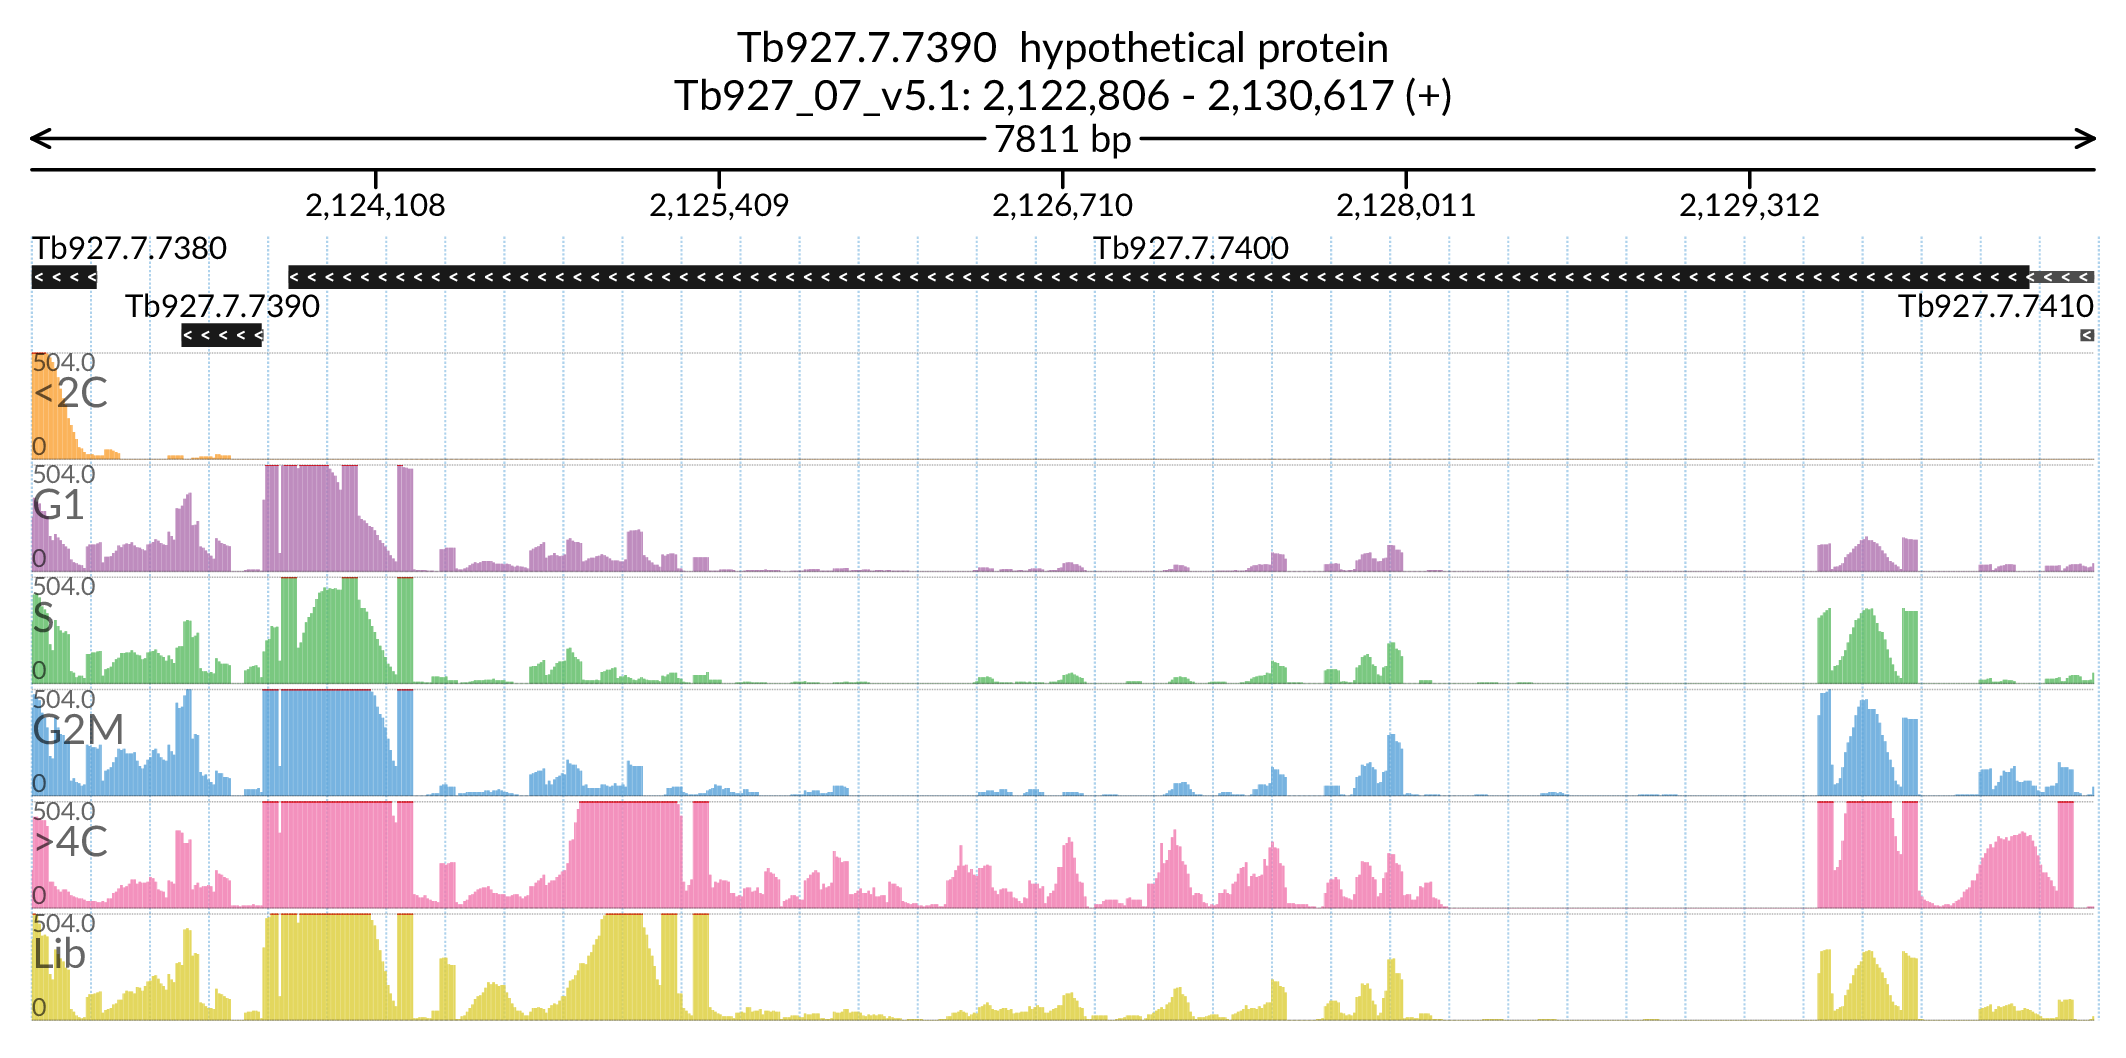 Tb927.7.7390  hypothetical protein
Tb927_07_v5.1: 2,122,806 - 2,130,617 (+)
7811 bp
2,124,108 2,125,409 2,126,710 2,128,011 2,129,312
Tb927.7.7380 Tb927.7.7400
Tb927.7.7390 Tb927.7.7410
504.0
<2C
0
504.0
G1
0
504.0
S
0
504.0
G2M
0
504.0
>4C
0
504.0
Lib
0